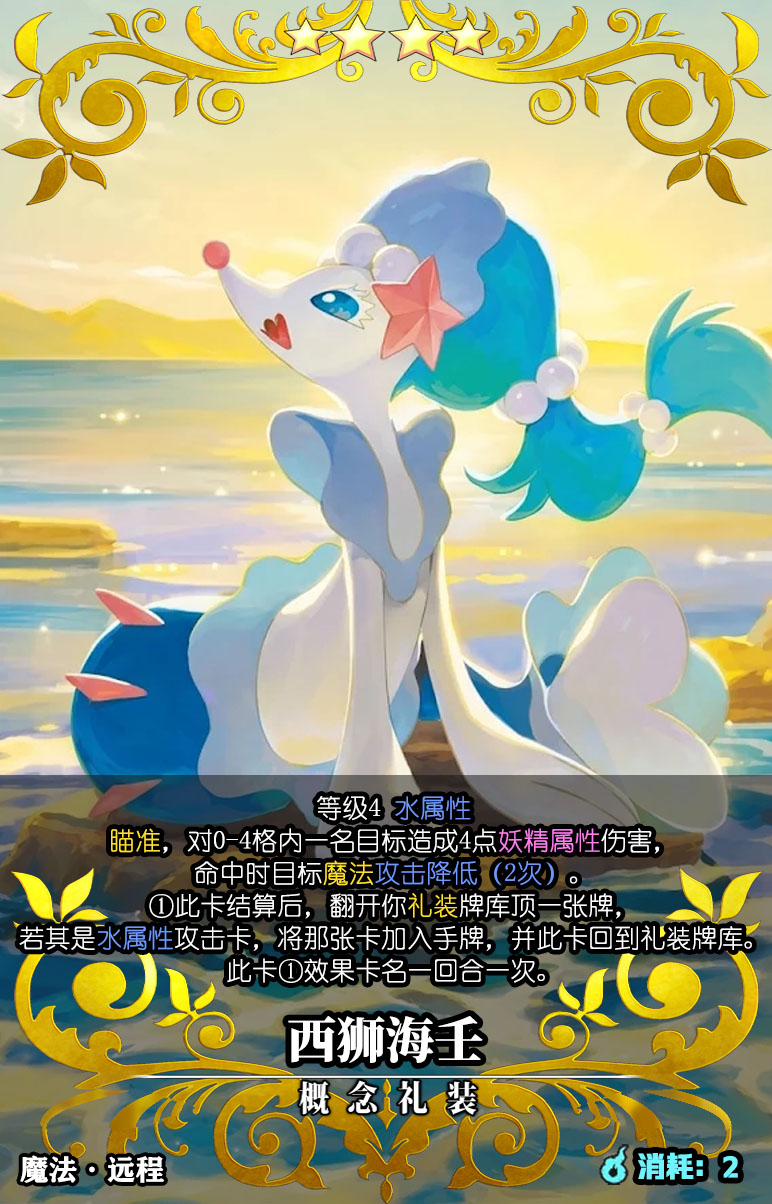 等级4 水属性
瞄准，对0-4格内一名目标造成4点妖精属性伤害，
命中时目标魔法攻击降低（2次）。
①此卡结算后，翻开你礼装牌库顶一张牌，
若其是水属性攻击卡，将那张卡加入手牌，并此卡回到礼装牌库。
此卡①效果卡名一回合一次。
西狮海壬
概念礼装
魔法·远程
消耗：2